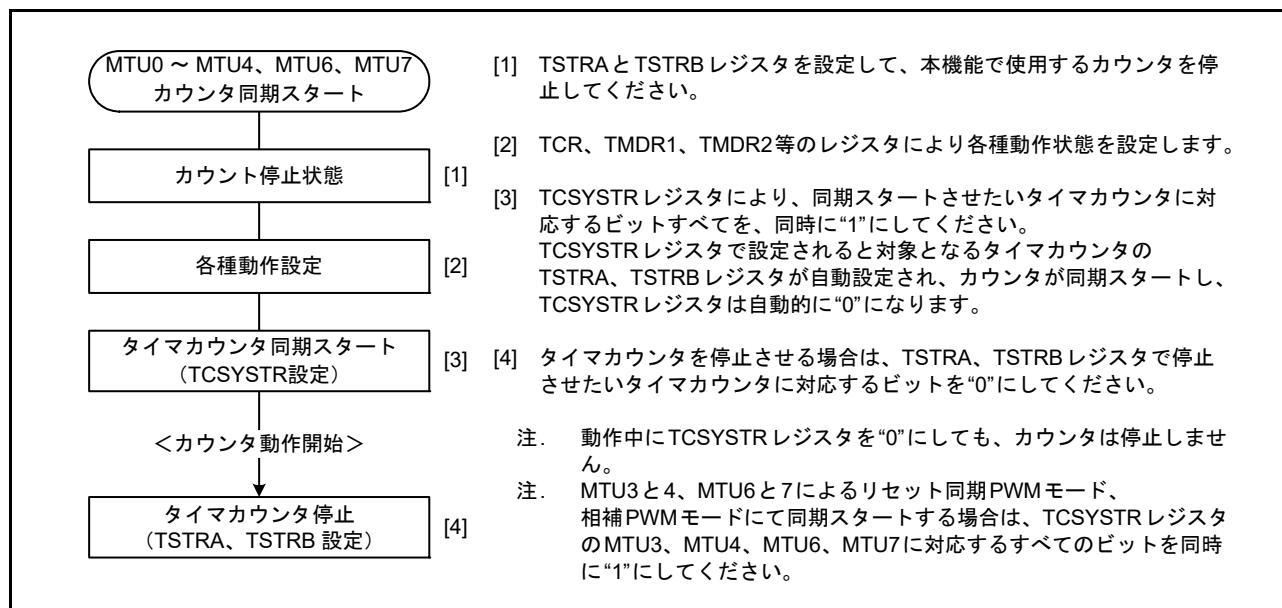 MTU0 ～ MTU4、MTU6、MTU7
カウンタ同期スタート
カウント停止状態
[1]
各種動作設定
[2]
タイマカウンタ同期スタート
（TCSYSTR設定）
[3]
＜カウンタ動作開始＞
タイマカウンタ停止
（TSTRA、TSTRB 設定）
[4]
[1] TSTRAとTSTRBレジスタを設定して、本機能で使用するカウンタを停
止してください。
[2] TCR、TMDR1、TMDR2等のレジスタにより各種動作状態を設定します。
[3] TCSYSTRレジスタにより、同期スタートさせたいタイマカウンタに対
応するビットすべてを、同時に“1”にしてください。
TCSYSTRレジスタで設定されると対象となるタイマカウンタの
TSTRA、TSTRBレジスタが自動設定され、カウンタが同期スタートし、
TCSYSTRレジスタは自動的に“0”になります。
[4] タイマカウンタを停止させる場合は、TSTRA、TSTRBレジスタで停止
させたいタイマカウンタに対応するビットを“0”にしてください。
注. 動作中にTCSYSTRレジスタを“0”にしても、カウンタは停止しませ
ん。
注. MTU3と4、MTU6と7によるリセット同期PWMモード、
相補PWMモードにて同期スタートする場合は、TCSYSTRレジスタ
のMTU3、MTU4、MTU6、MTU7に対応するすべてのビットを同時
に“1”にしてください。